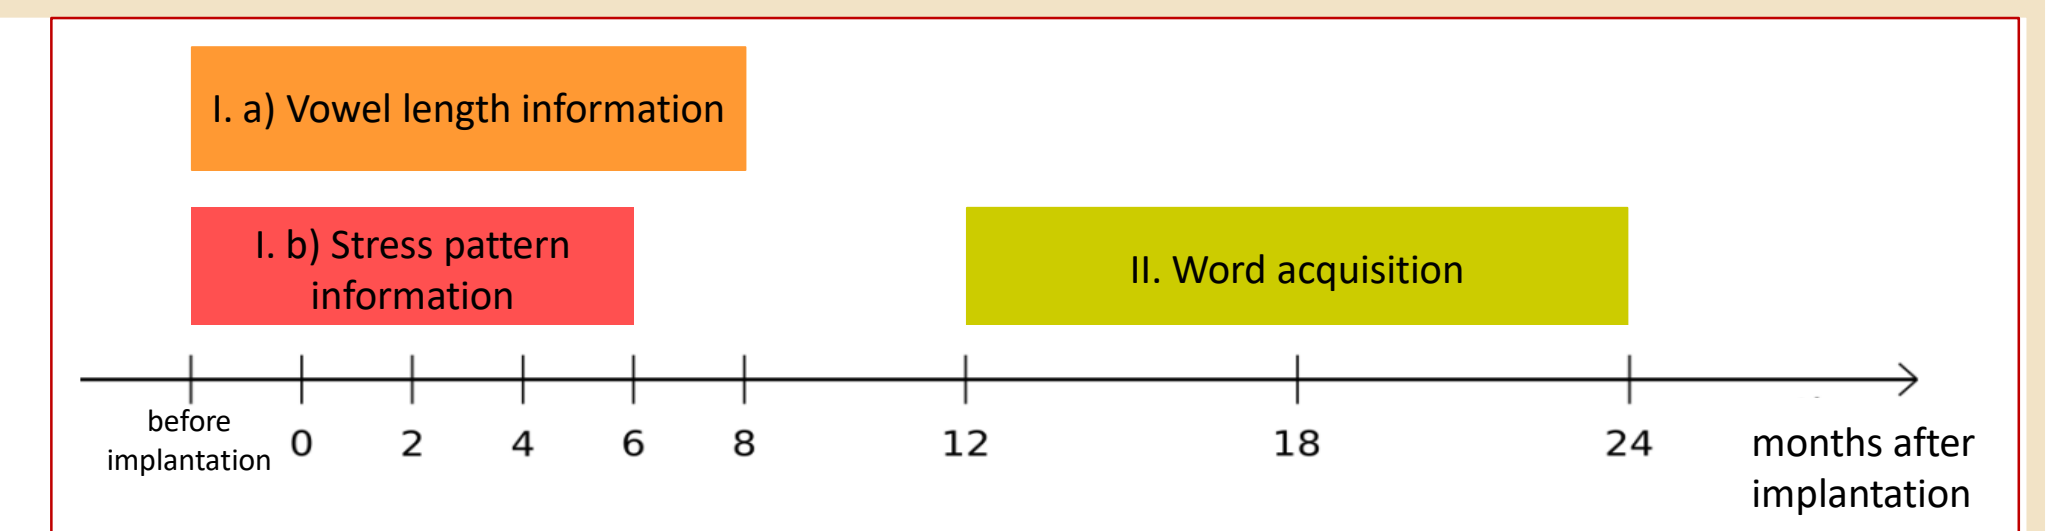 I. a) Vowel length information
I. b) Stress pattern
information
II. Word acquisition
before
implantation
0 2 4 6 8 12 18 24
months after
implantation